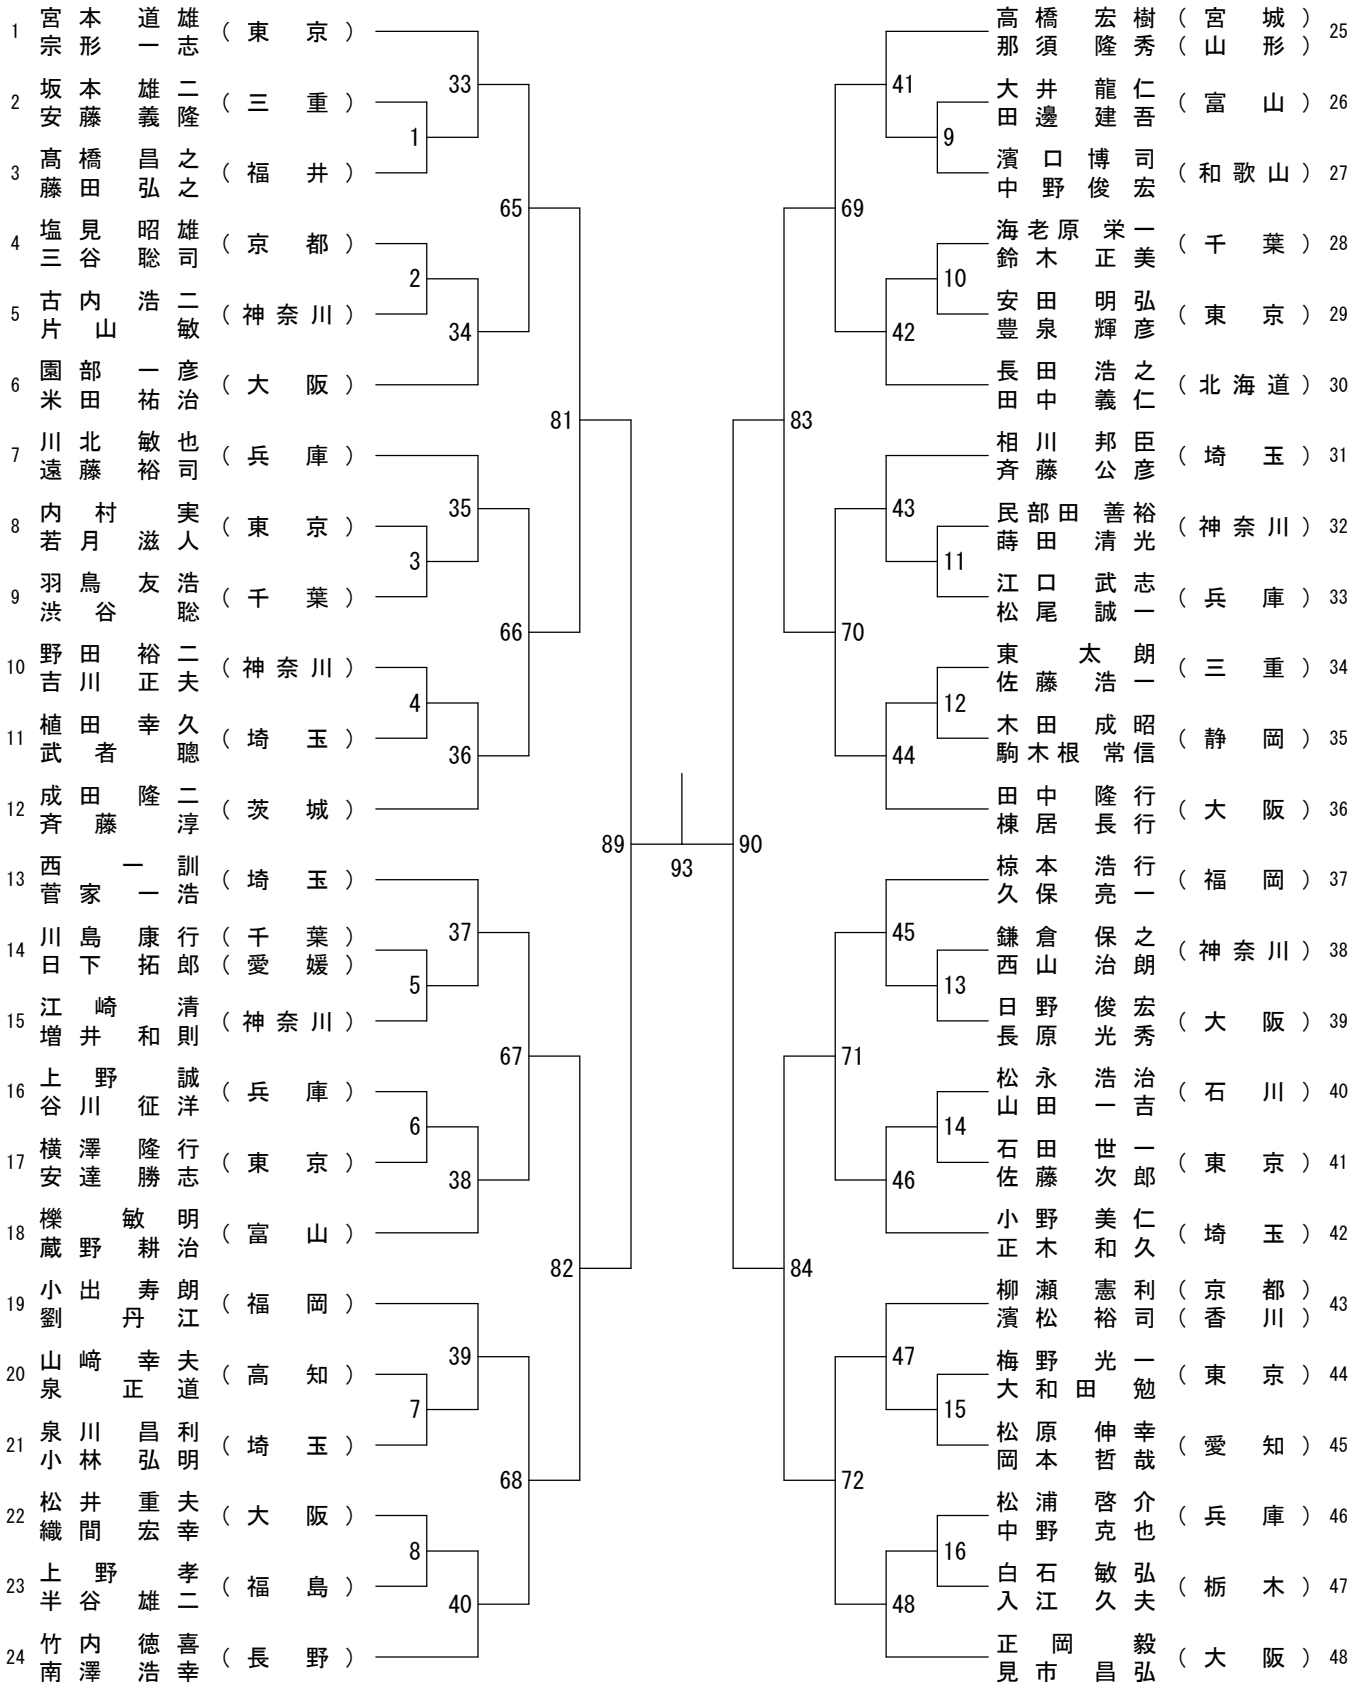 1 宮本 道雄 (東京)
宗形 一志
33
2 坂本 雄二 (三重)
安藤 義隆
1
3 髙橋 昌之 (福井)
藤田 弘之
65
4 塩見 昭雄 (京都)
三谷 聡司
2
5 古内 浩二 (神奈川)
片山 敏
34
6 園部 一彦 (大阪)
米田 祐治
81
7 川北 敏也 (兵庫)
遠藤 裕司
35
8 内村 実 (東京)
若月 滋人
3
9 羽鳥 友浩 (千葉)
渋谷 聡
66
10 野田 裕二 (神奈川)
吉川 正夫
4
11 植田 幸久 (埼玉)
武者 聰
36
12 成田 隆二 (茨城)
斉藤 淳
89
13 西 一訓 (埼玉)
菅家 一浩
37
14 川島 康行 (千葉)
日下 拓郎 (愛媛)
5
15 江崎 清 (神奈川)
増井 和則
67
16 上野 誠 (兵庫)
谷川 征洋
6
17 横澤 隆行 (東京)
安達 勝志
38
18 櫟 敏明 (富山)
蔵野 耕治
82
19 小出 寿朗 (福岡)
劉 丹江
39
20 山﨑 幸夫 (高知)
泉 正道
7
21 泉川 昌利 (埼玉)
小林 弘明
68
22 松井 重夫 (大阪)
織間 宏幸
8
23 上野 孝 (福島)
半谷 雄二
40
24 竹内 徳喜 (長野)
南澤 浩幸
93
高橋 宏樹 (宮城) 25
那須 隆秀 (山形)
41
大井 龍仁 (富山) 26
田邊 建吾
9
濱口 博司 (和歌山) 27
中野 俊宏
69
海老原 栄一 (千葉) 28
鈴木 正美
10
安田 明弘 (東京) 29
豊泉 輝彦
42
長田 浩之 (北海道) 30
田中 義仁
83
相川 邦臣 (埼玉) 31
斉藤 公彦
43
民部田 善裕 (神奈川) 32
蒔田 清光
11
江口 武志 (兵庫) 33
松尾 誠一
70
東 太朗 (三重) 34
佐藤 浩一
12
木田 成昭 (静岡) 35
駒木根 常信
44
田中 隆行 (大阪) 36
棟居 長行
90
椋本 浩行 (福岡) 37
久保 亮一
45
鎌倉 保之 (神奈川) 38
西山 治朗
13
日野 俊宏 (大阪) 39
長原 光秀
71
松永 浩治 (石川) 40
山田 一吉
14
石田 世一 (東京) 41
佐藤 次郎
46
小野 美仁 (埼玉) 42
正木 和久
84
柳瀬 憲利 (京都) 43
濱松 裕司 (香川)
47
梅野 光一 (東京) 44
大和田 勉
15
松原 伸幸 (愛知) 45
岡本 哲哉
72
松浦 啓介 (兵庫) 46
中野 克也
16
白石 敏弘 (栃木) 47
入江 久夫
48
正岡 毅 (大阪) 48
見市 昌弘